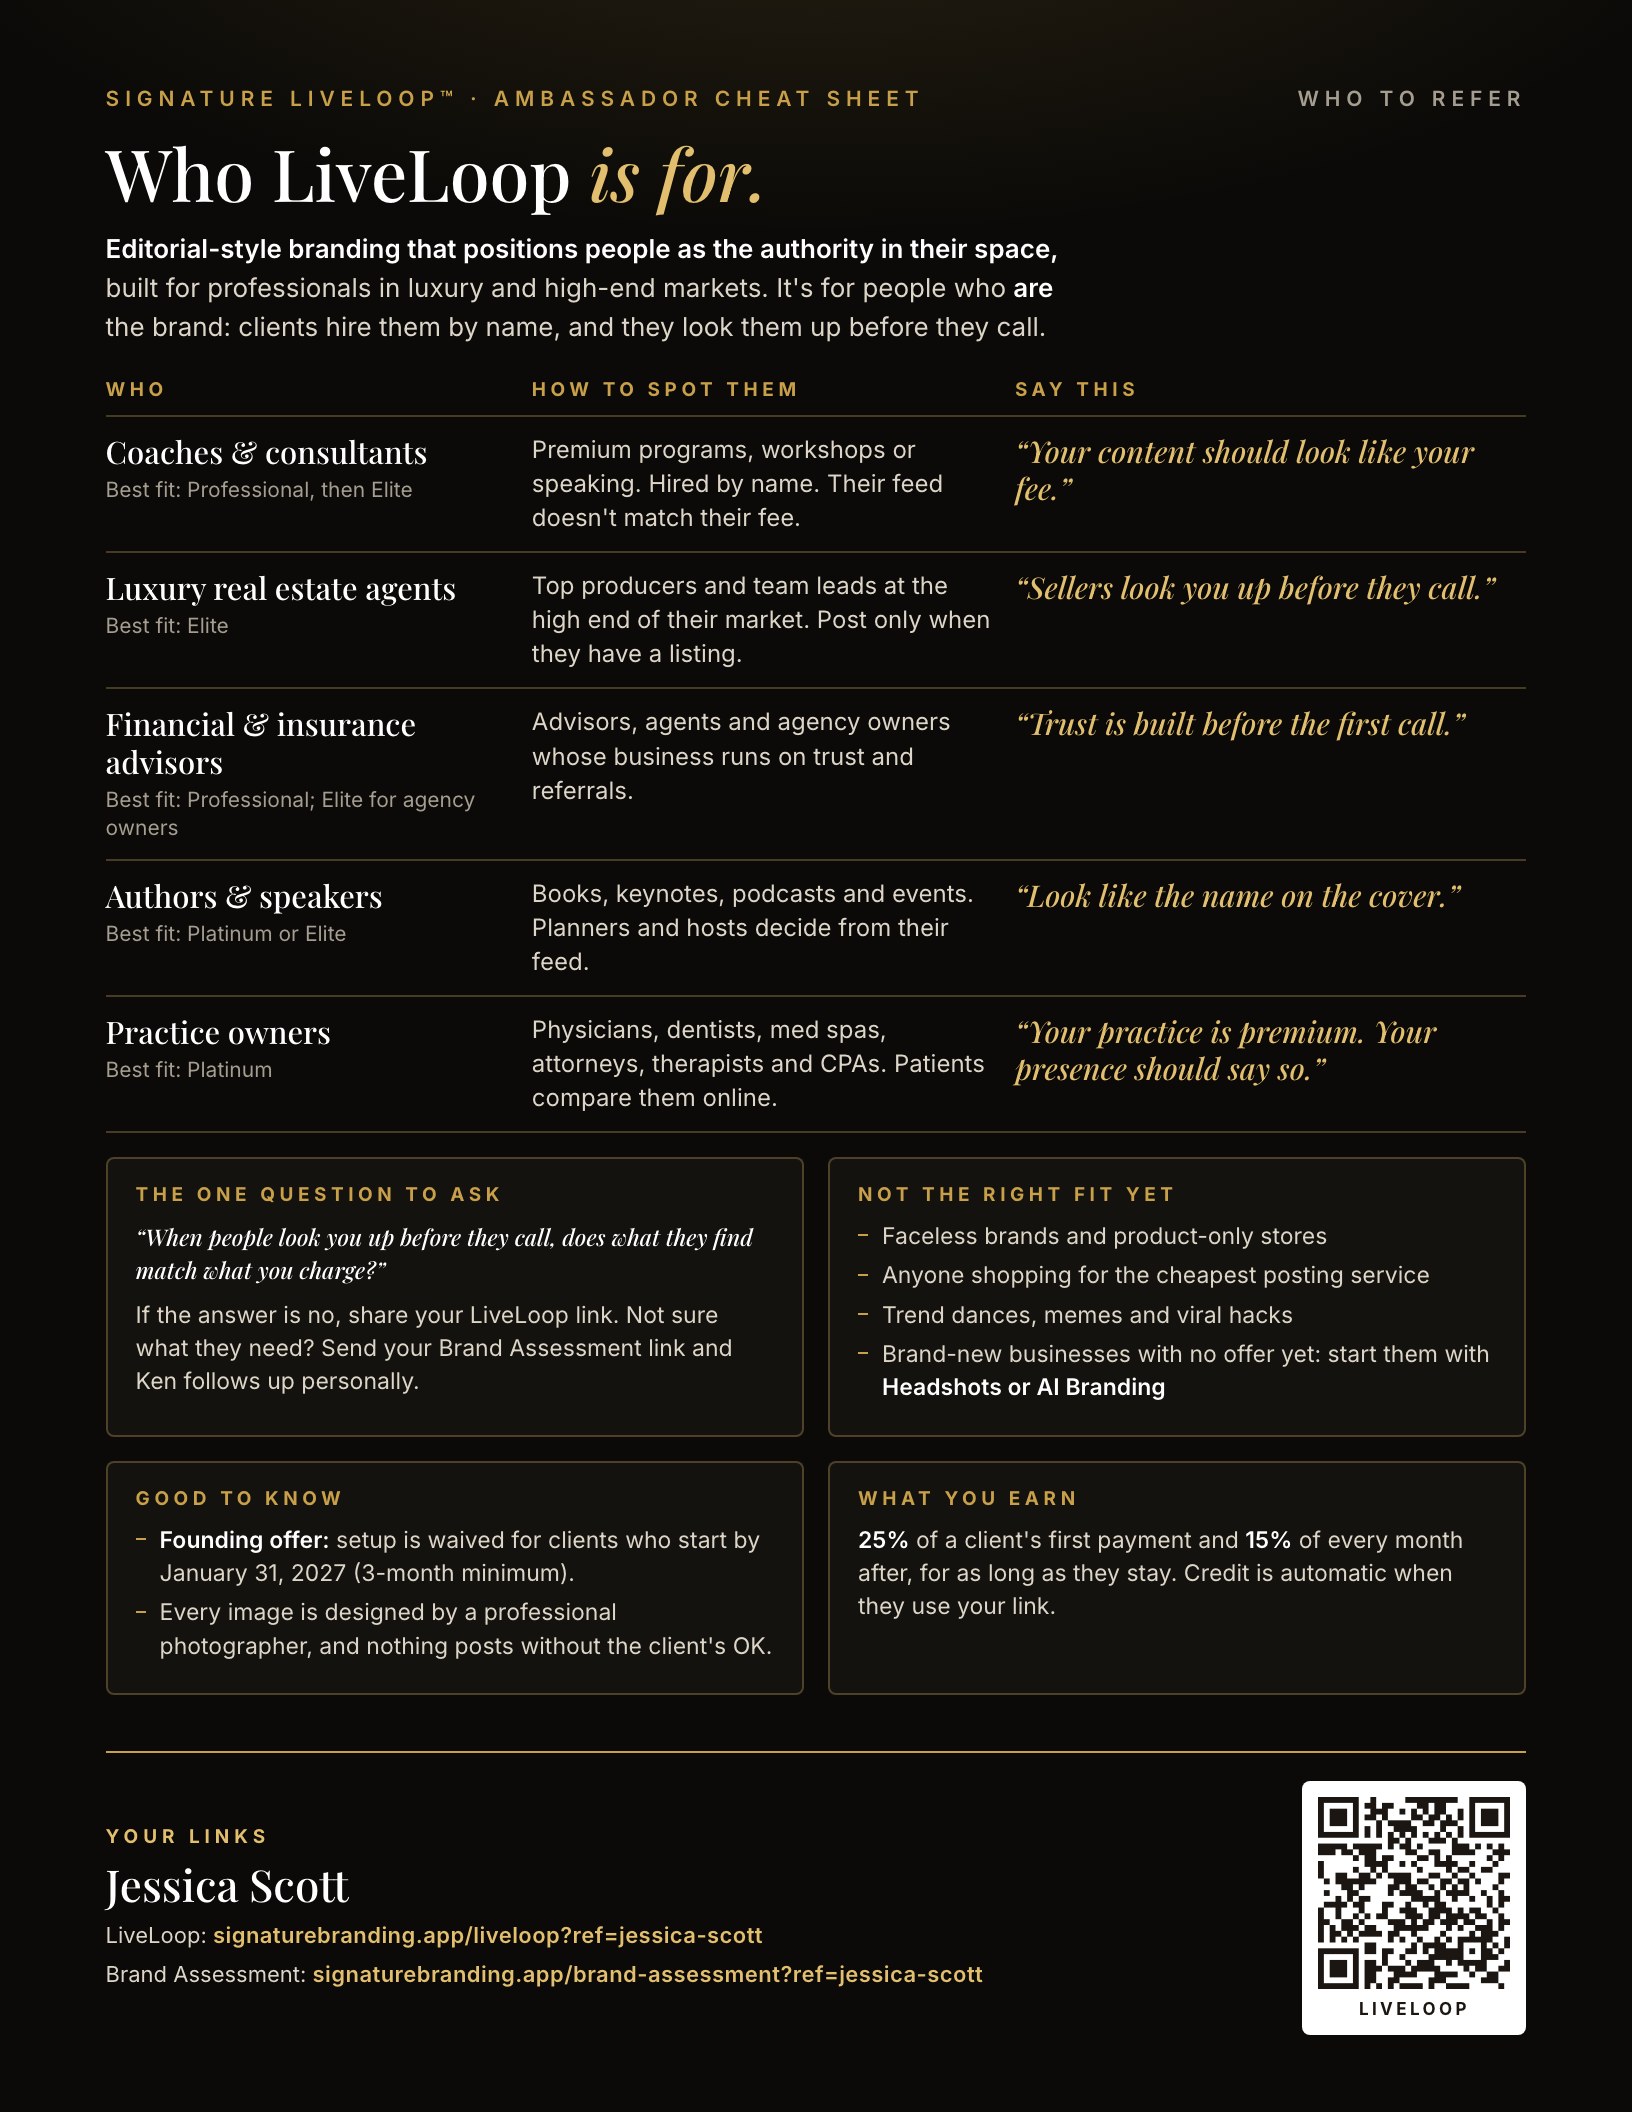 SIGNATURE LIVELOOP™ · AMBASSADOR CHEAT SHEET
WHO TO REFER
Who LiveLoop is for.
Editorial-style branding that positions people as the authority in their space,
built for professionals in luxury and high-end markets. It's for people who are
the brand: clients hire them by name, and they look them up before they call.
WHO
HOW TO SPOT THEM
SAY THIS
Coaches & consultants
Best fit: Professional, then Elite
Premium programs, workshops or
speaking. Hired by name. Their feed
doesn't match their fee.
“Your content should look like your
fee.”
Luxury real estate agents
Best fit: Elite
Top producers and team leads at the
high end of their market. Post only when
they have a listing.
“Sellers look you up before they call.”
Financial & insurance
advisors
Best fit: Professional; Elite for agency
owners
Advisors, agents and agency owners
whose business runs on trust and
referrals.
“Trust is built before the first call.”
Authors & speakers
Best fit: Platinum or Elite
Books, keynotes, podcasts and events.
Planners and hosts decide from their
feed.
“Look like the name on the cover.”
Practice owners
Best fit: Platinum
Physicians, dentists, med spas,
attorneys, therapists and CPAs. Patients
compare them online.
“Your practice is premium. Your
presence should say so.”
THE ONE QUESTION TO ASK
“When people look you up before they call, does what they find
match what you charge?”
If the answer is no, share your LiveLoop link. Not sure
what they need? Send your Brand Assessment link and
Ken follows up personally.
NOT THE RIGHT FIT YET
– Faceless brands and product-only stores
– Anyone shopping for the cheapest posting service
– Trend dances, memes and viral hacks
– Brand-new businesses with no offer yet: start them with
Headshots or AI Branding
GOOD TO KNOW
– Founding offer: setup is waived for clients who start by
January 31, 2027 (3-month minimum).
– Every image is designed by a professional
photographer, and nothing posts without the client's OK.
WHAT YOU EARN
25% of a client's first payment and 15% of every month
after, for as long as they stay. Credit is automatic when
they use your link.
YOUR LINKS
Jessica Scott
LiveLoop: signaturebranding.app/liveloop?ref=jessica-scott
Brand Assessment: signaturebranding.app/brand-assessment?ref=jessica-scott
LIVELOOP